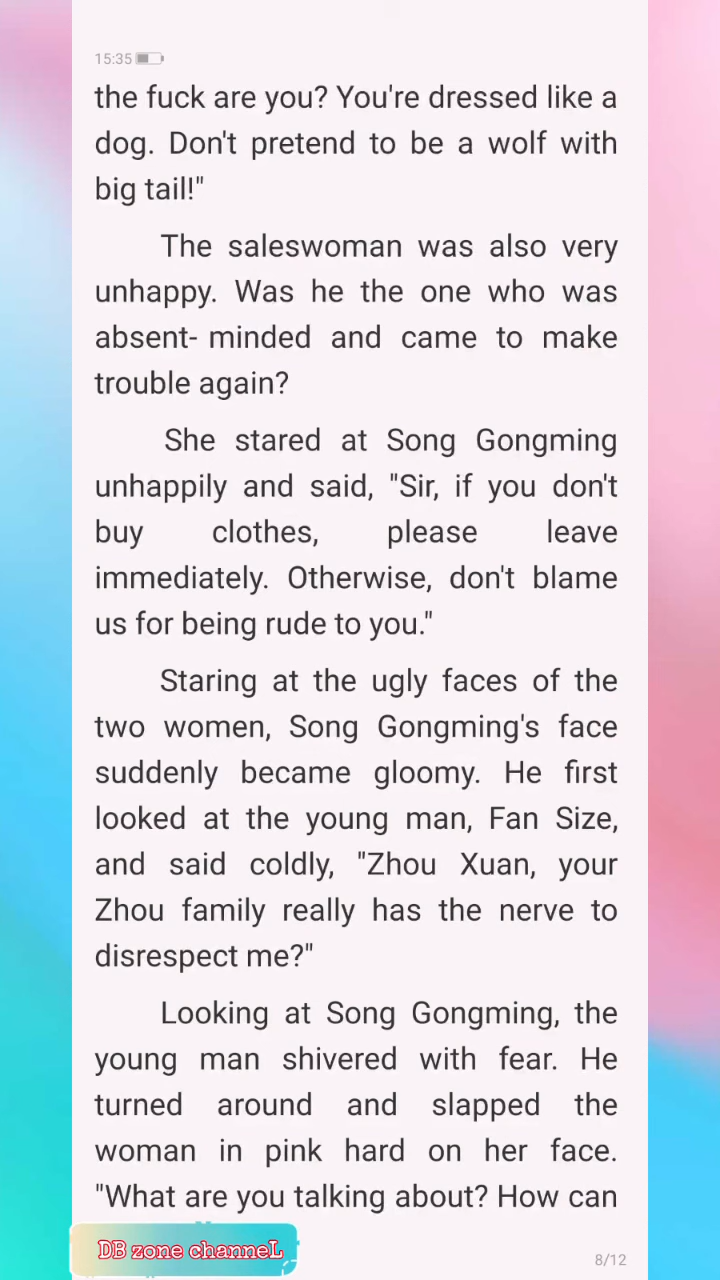 15:35
the fuck are you? You're dressed like a
dog. Don't pretend to be a wolf with
big tail!"
The saleswoman was also very
unhappy. Was he the one who was
absent- minded and came to make
trouble again?
She stared at Song Gongming
unhappily and said, "Sir, if you don't
buy clothes, please leave
immediately. Otherwise, don't blame
us for being rude to you."
Staring at the ugly faces of the
two women, Song Gongming's face
suddenly became gloomy. He first
looked at the young man, Fan Size,
and said coldly, "Zhou Xuan, your
Zhou family really has the nerve to
disrespect me?"
Looking at Song Gongming, the
young man shivered with fear. He
turned around and slapped the
woman in pink hard on her face.
"What are you talking about? How can
DB zone channeL
8/12